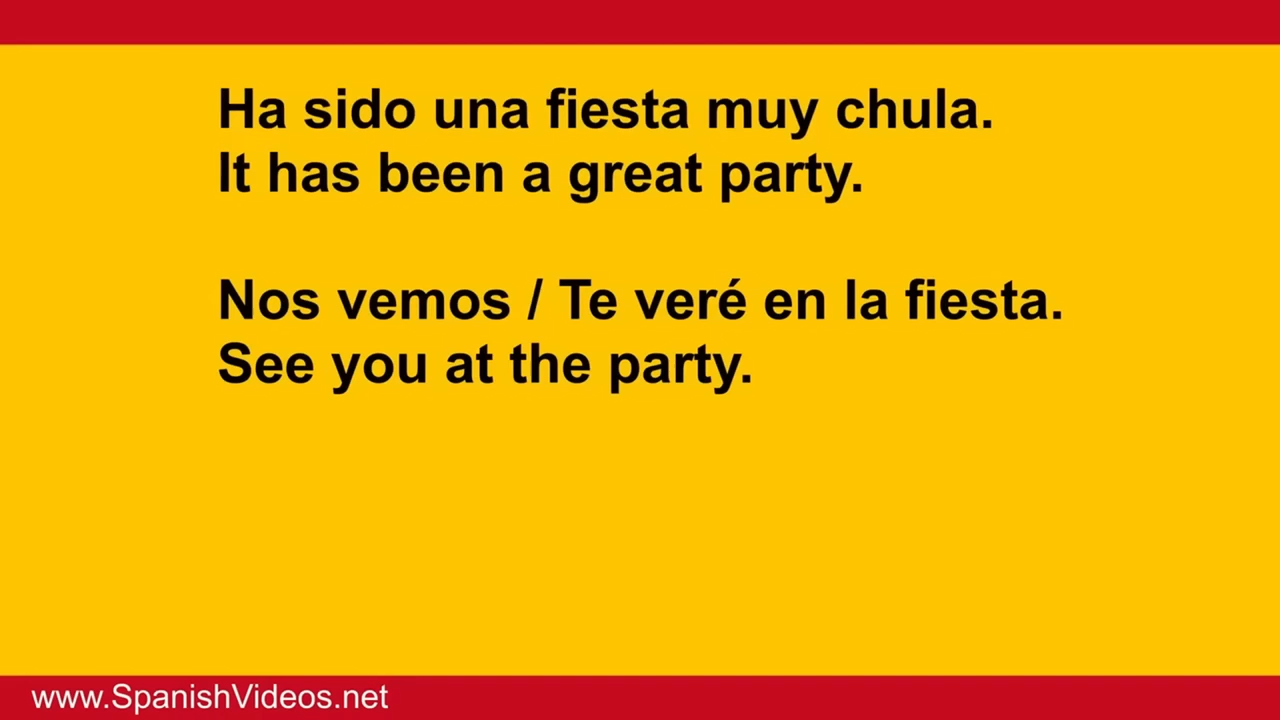 Ha sido una fiesta muy chula.
It has been a great party.
Nos vemos / Te veré en la fiesta.
See you at the party.
www.SpanishVideos.net